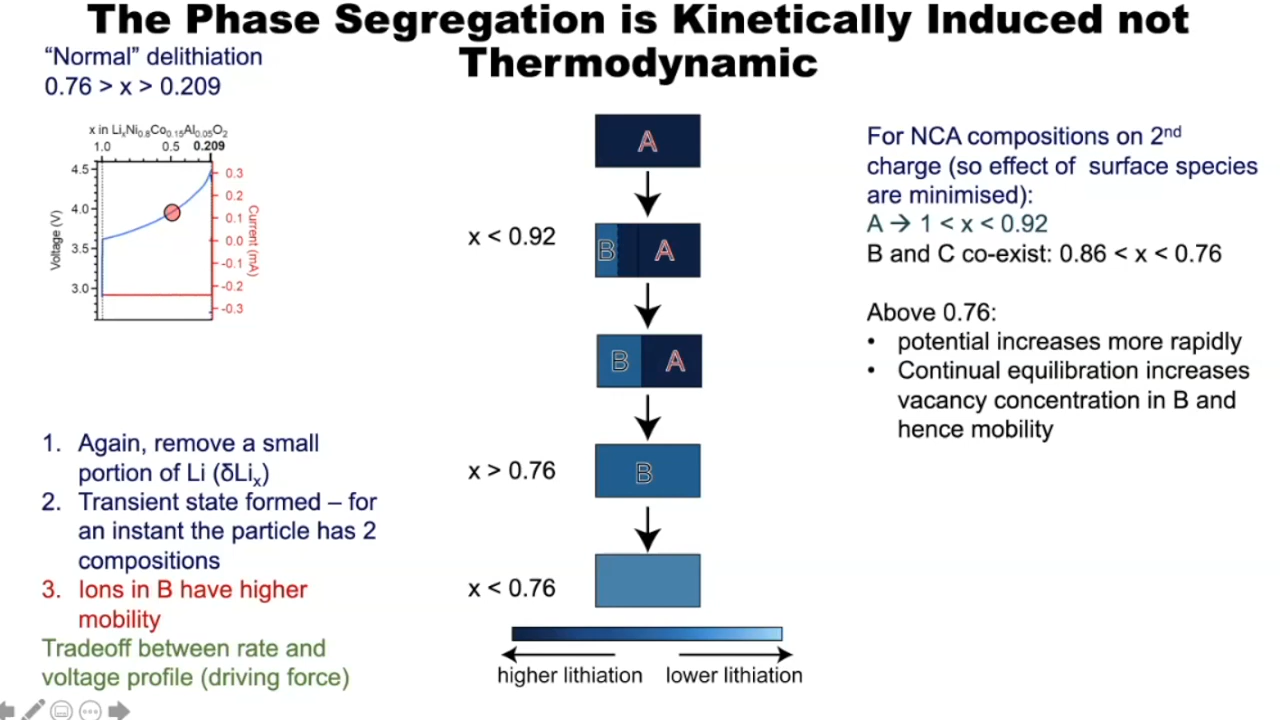 The Phase Segregation is Kinetically Induced not
Thermodynamic
“Normal” delithiation
0.76 > x > 0.209
x in LiₓNi₀.₈Co₀.₁₅Al₀.₀₅O₂
1.0 0.5 0.209
4.5
4.0
3.5
3.0
Voltage (V)
0.3
0.2
0.1
0.0
-0.1
-0.2
-0.3
Current (mA)
1. Again, remove a small
portion of Li (δLiₓ)
2. Transient state formed – for
an instant the particle has 2
compositions
3. Ions in B have higher
mobility
Tradeoff between rate and
voltage profile (driving force)
A
x < 0.92
B A
B A
x > 0.76
B
x < 0.76
higher lithiation lower lithiation
For NCA compositions on 2nd
charge (so effect of surface species
are minimised):
A → 1 < x < 0.92
B and C co-exist: 0.86 < x < 0.76
Above 0.76:
• potential increases more rapidly
• Continual equilibration increases
vacancy concentration in B and
hence mobility